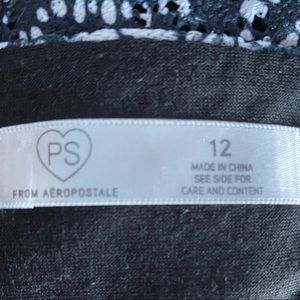 PS
FROM AÉROPOSTALE
12
MADE IN CHINA
SEE SIDE FOR
CARE AND CONTENT